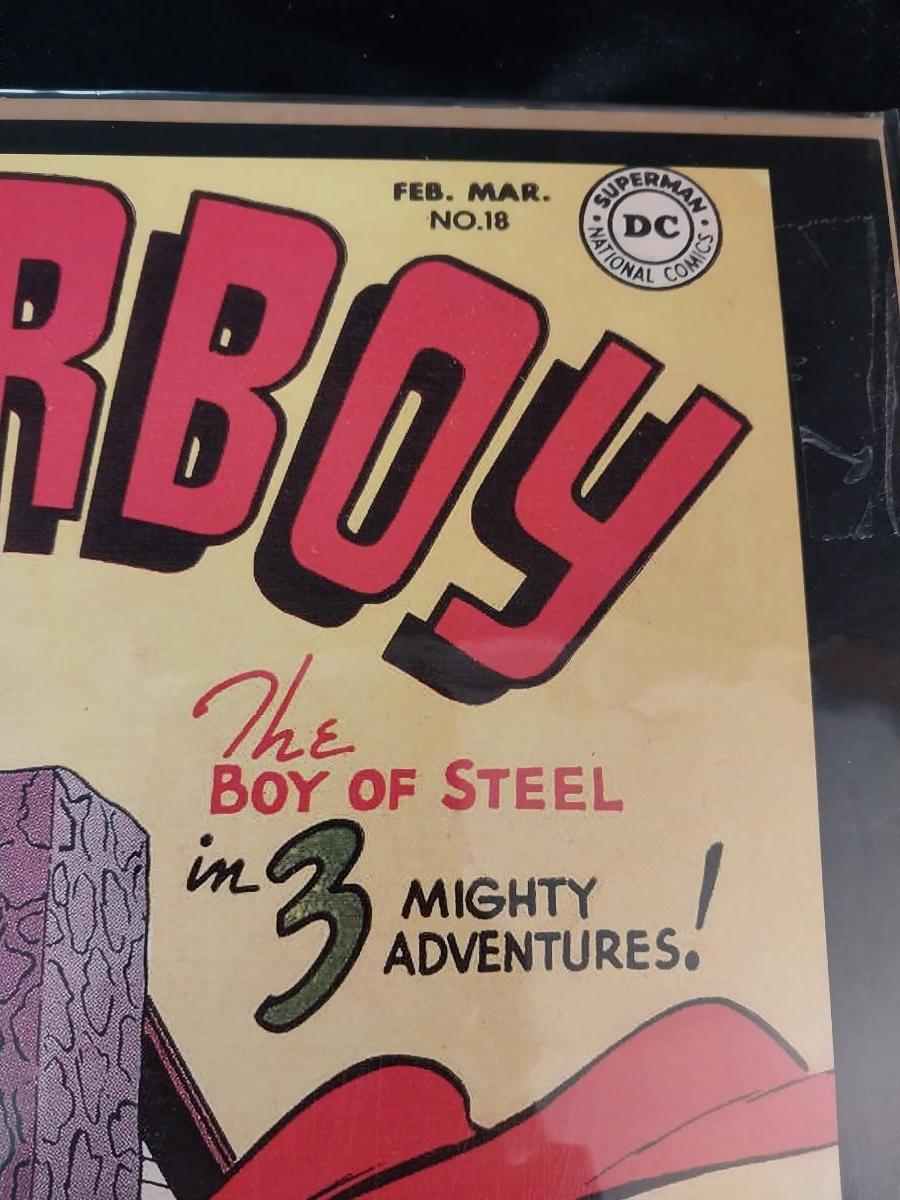 FEB. MAR.
NO.18
SUPERMAN
DC
NATIONAL COMICS
RBOY
The
BOY OF STEEL
in 3 MIGHTY
ADVENTURES!